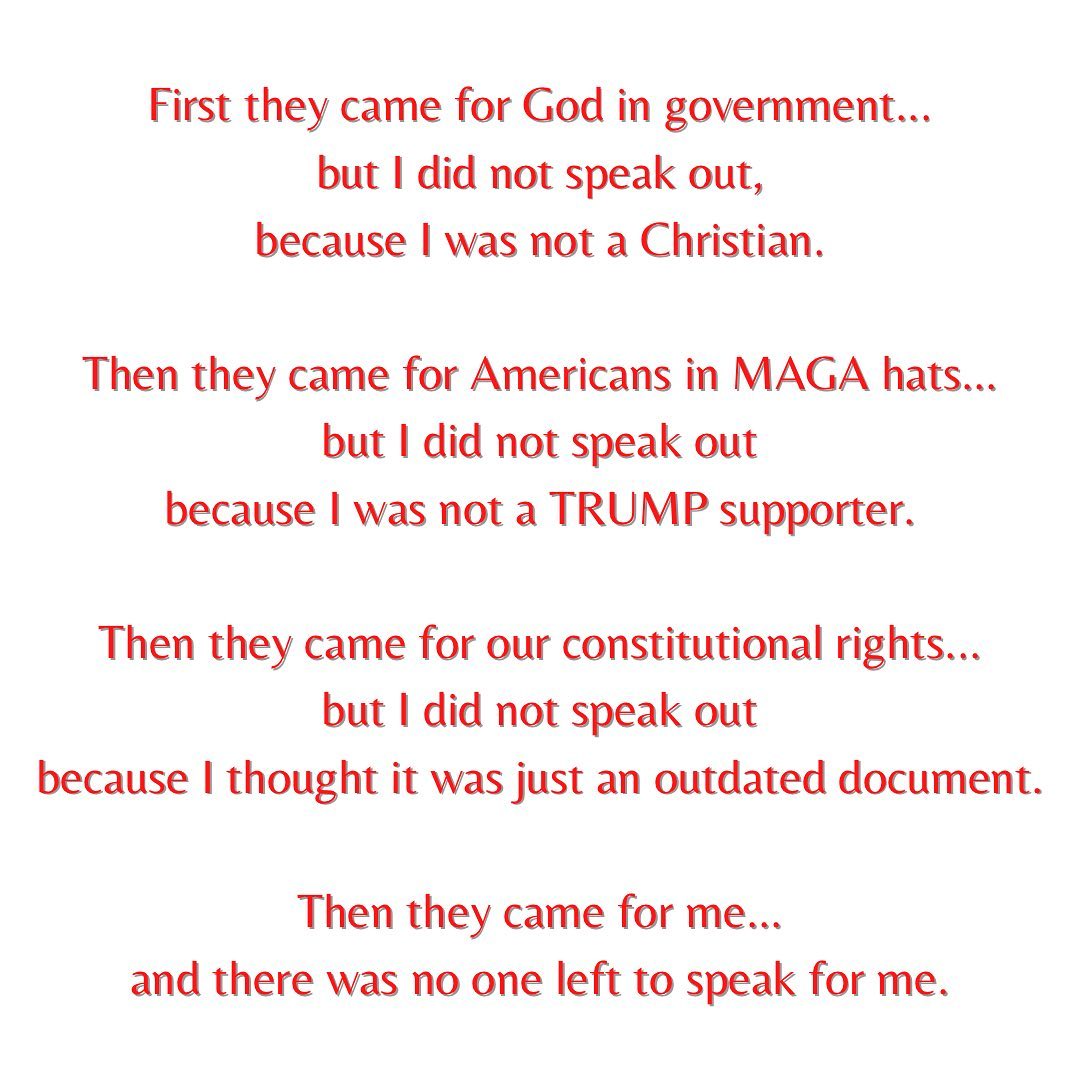 First they came for God in government...
but I did not speak out,
because I was not a Christian.
Then they came for Americans in MAGA hats...
but I did not speak out
because I was not a TRUMP supporter.
Then they came for our constitutional rights...
but I did not speak out
because I thought it was just an outdated document.
Then they came for me...
and there was no one left to speak for me.